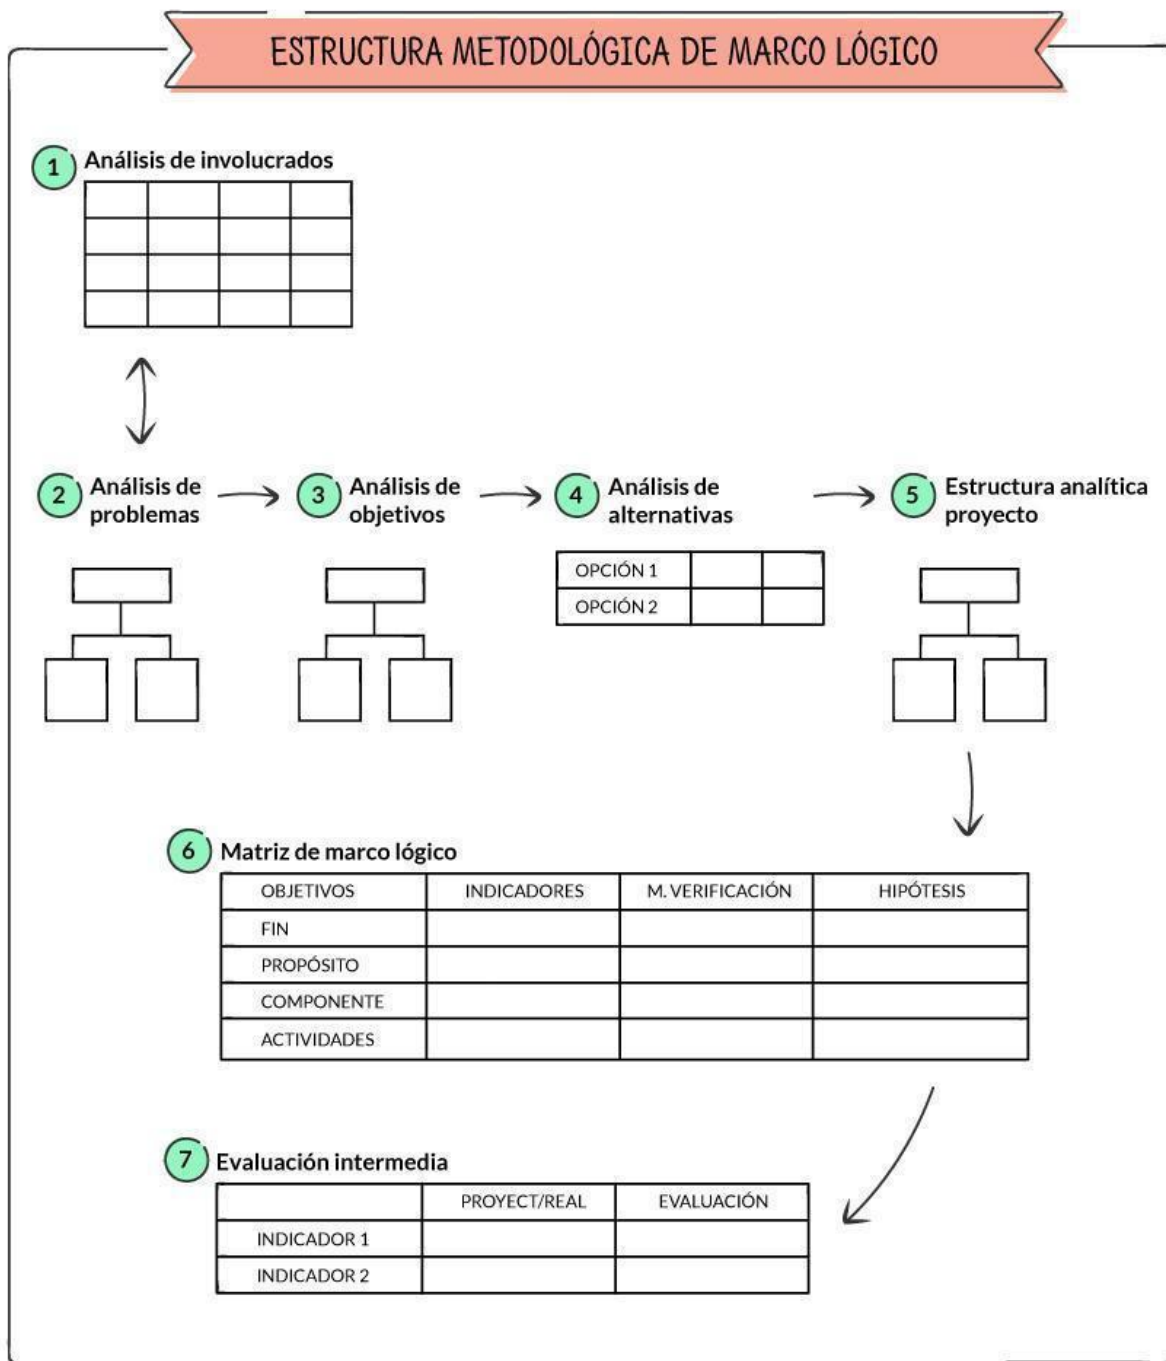 ESTRUCTURA METODOLÓGICA DE MARCO LÓGICO
1 Análisis de involucrados
2 Análisis de
problemas
3 Análisis de
objetivos
4 Análisis de
alternativas
OPCIÓN 1
OPCIÓN 2
5 Estructura analítica
proyecto
6 Matriz de marco lógico
OBJETIVOS INDICADORES M. VERIFICACIÓN HIPÓTESIS
FIN
PROPÓSITO
COMPONENTE
ACTIVIDADES
7 Evaluación intermedia
PROYECT/REAL EVALUACIÓN
INDICADOR 1
INDICADOR 2